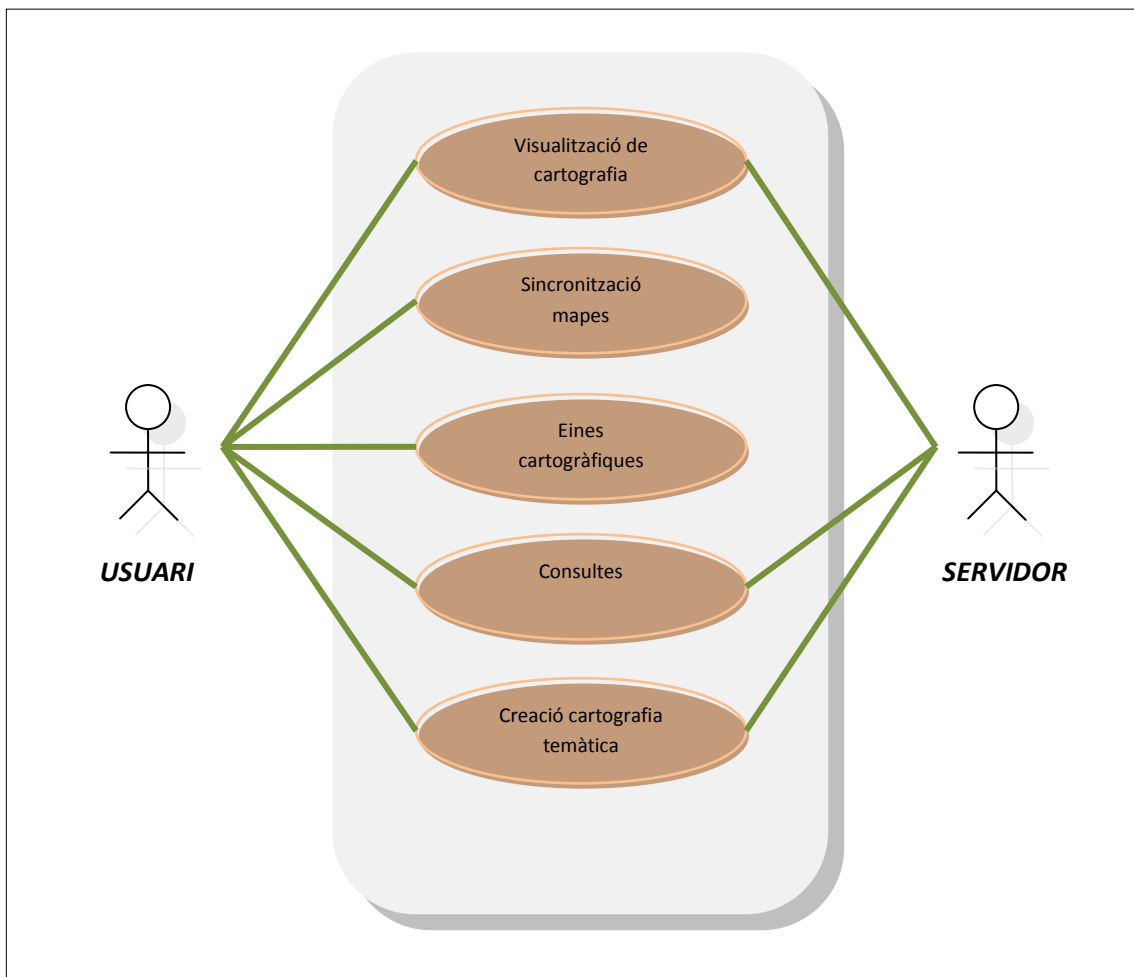 Visualització de
cartografia
Sincronització
mapes
Eines
cartogràfiques
USUARI
SERVIDOR
Consultes
Creació cartografia
temàtica